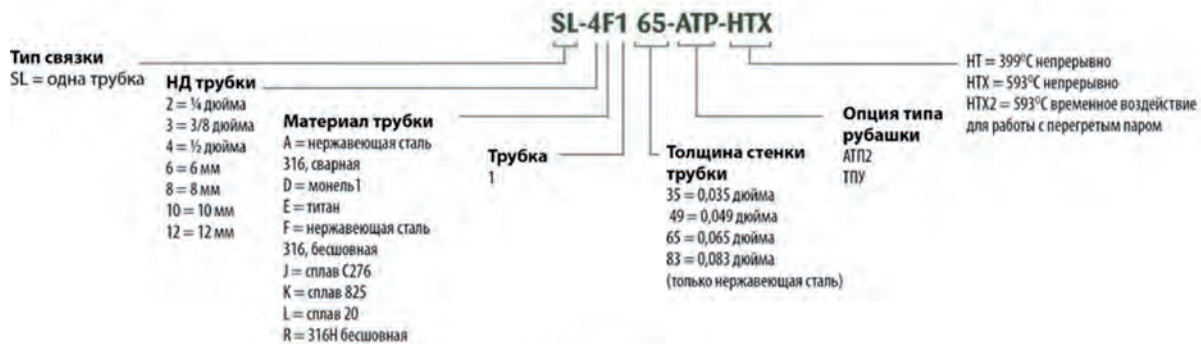 SL-4F1 65-ATP-HTX
Тип связки
SL = одна трубка
НД трубки
2 = ¼ дюйма
3 = 3/8 дюйма
4 = ½ дюйма
6 = 6 мм
8 = 8 мм
10 = 10 мм
12 = 12 мм
Материал трубки
A = нержавеющая сталь
316, сварная
D = монель1
E = титан
F = нержавеющая сталь
316, бесшовная
J = сплав C276
K = сплав 825
L = сплав 20
R = 316H бесшовная
Трубка
1
Толщина стенки
трубки
35 = 0,035 дюйма
49 = 0,049 дюйма
65 = 0,065 дюйма
83 = 0,083 дюйма
(только нержавеющая сталь)
Опция типа
рубашки
АТП2
ТПУ
HT = 399°C непрерывно
HTX = 593°C непрерывно
HTX2 = 593°C временное воздействие
для работы с перегретым паром